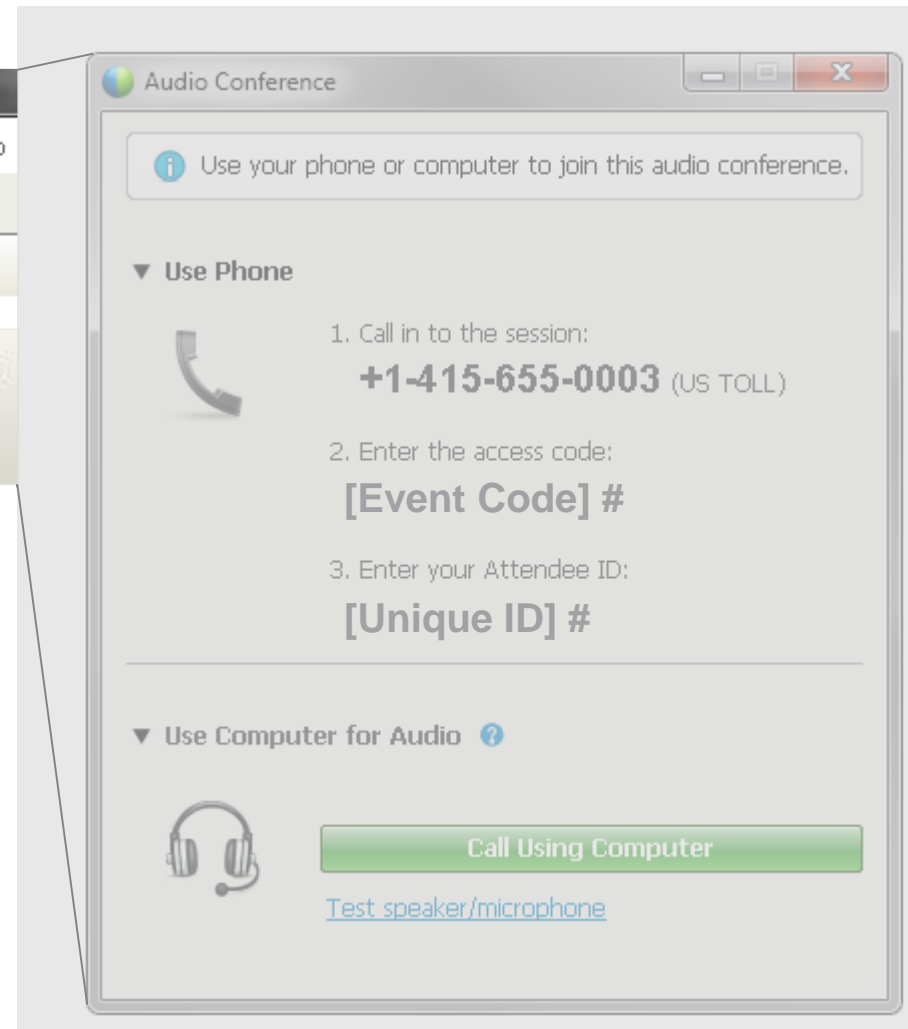 Audio Conference
Use your phone or computer to join this audio conference.
Use Phone
1. Call in to the session:
+1-415-655-0003 (US TOLL)
2. Enter the access code:
[Event Code] #
3. Enter your Attendee ID:
[Unique ID] #
Use Computer for Audio
Call Using Computer
Test speaker/microphone